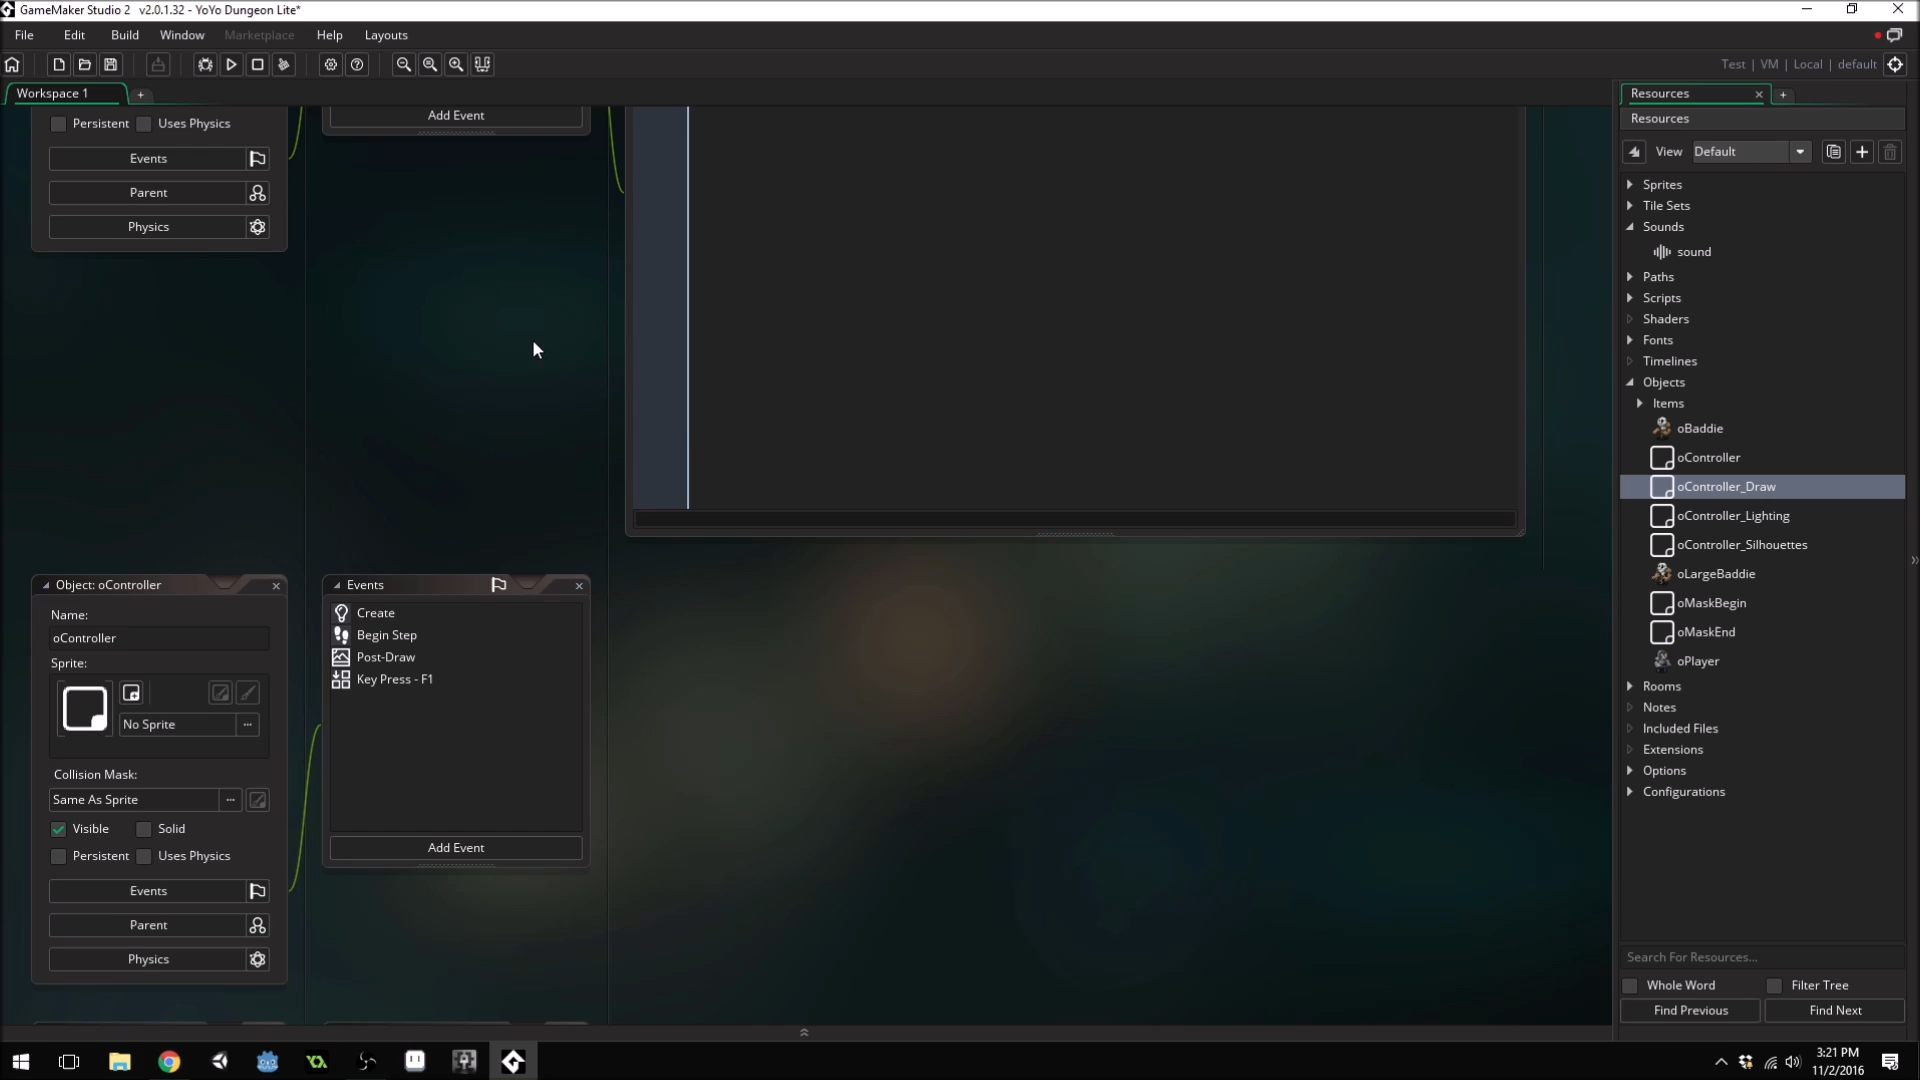 GameMaker Studio 2 v2.0.1.32 - YoYo Dungeon Lite*
File Edit Build Window Marketplace Help Layouts
Test | VM | Local | default
Workspace 1
Persistent Uses Physics
Events
Parent
Physics
Add Event
Object: oController
Name:
oController
Sprite:
No Sprite
Collision Mask:
Same As Sprite
Visible Solid
Persistent Uses Physics
Events
Parent
Physics
Events
Create
Begin Step
Post-Draw
Key Press - F1
Add Event
Resources
Resources
View Default
Sprites
Tile Sets
Sounds
sound
Paths
Scripts
Shaders
Fonts
Timelines
Objects
Items
oBaddie
oController
oController_Draw
oController_Lighting
oController_Silhouettes
oLargeBaddie
oMaskBegin
oMaskEnd
oPlayer
Rooms
Notes
Included Files
Extensions
Options
Configurations
Search For Resources...
Whole Word Filter Tree
Find Previous Find Next
3:21 PM
11/2/2016